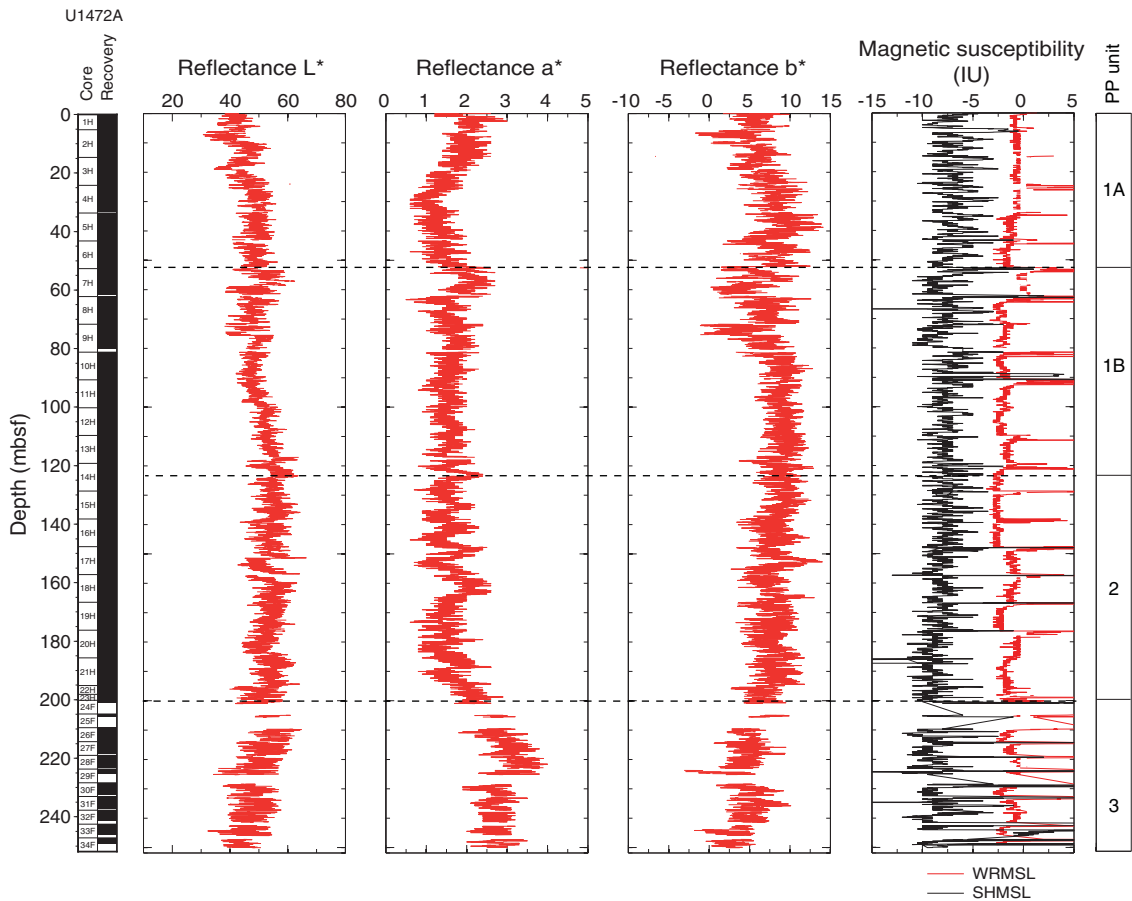 U1472A
Core
Recovery
Reflectance L*
Reflectance a*
Reflectance b*
Magnetic susceptibility
(IU)
PP unit
20 40 60 80
0 1 2 3 4 5
-10 -5 0 5 10 15
-15 -10 -5 0 5
Depth (mbsf)
0
20
40
60
80
100
120
140
160
180
200
220
240
1H
2H
3H
4H
5H
6H
7H
8H
9H
10H
11H
12H
13H
14H
15H
16H
17H
18H
19H
20H
21H
22H
23H
24F
25F
26F
27F
28F
29F
30F
31F
32F
33F
34F
1A
1B
2
3
WRMSL
SHMSL